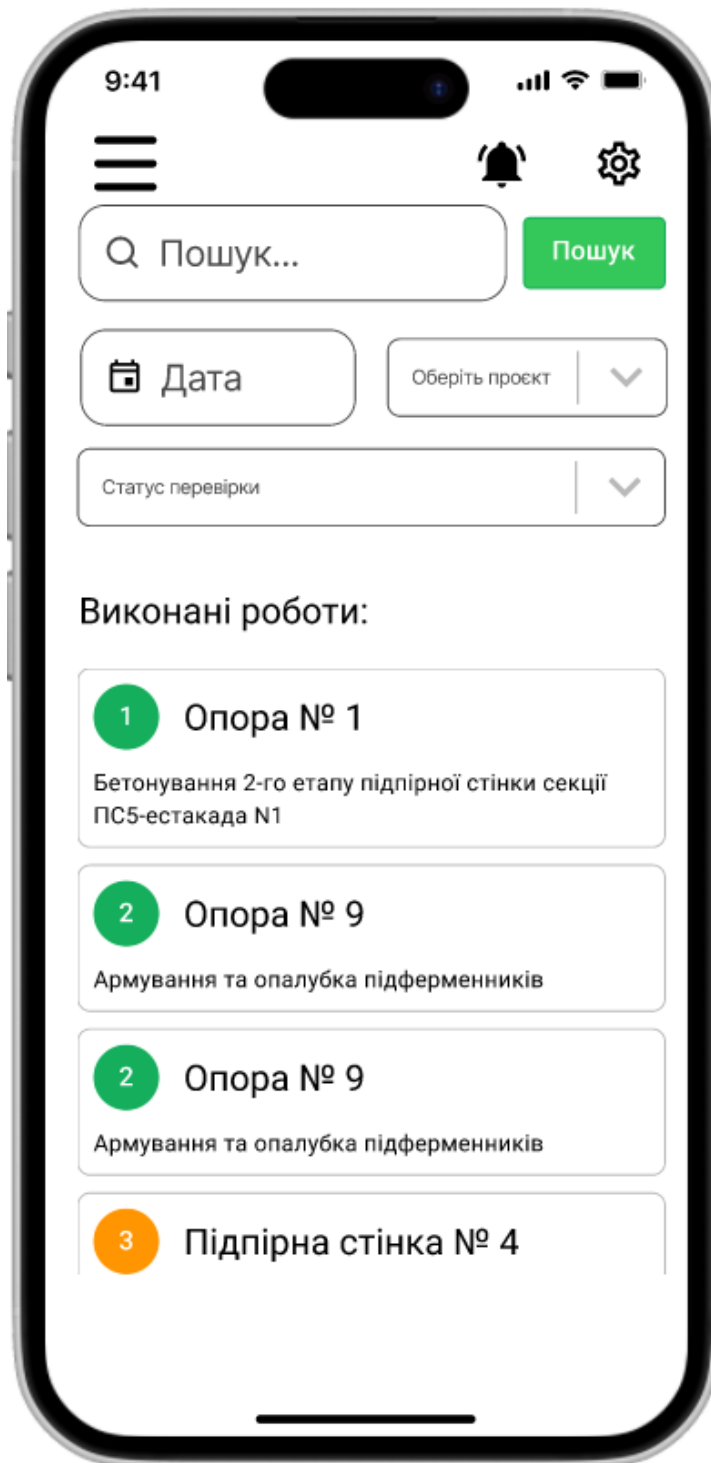 9:41
Пошук...
Пошук
Дата
Оберіть проєкт
Статус перевірки
Виконані роботи:
1
Опора № 1
Бетонування 2-го етапу підпірної стінки секції
ПС5-естакада N1
2
Опора № 9
Армування та опалубка підферменників
2
Опора № 9
Армування та опалубка підферменників
3
Підпірна стінка № 4